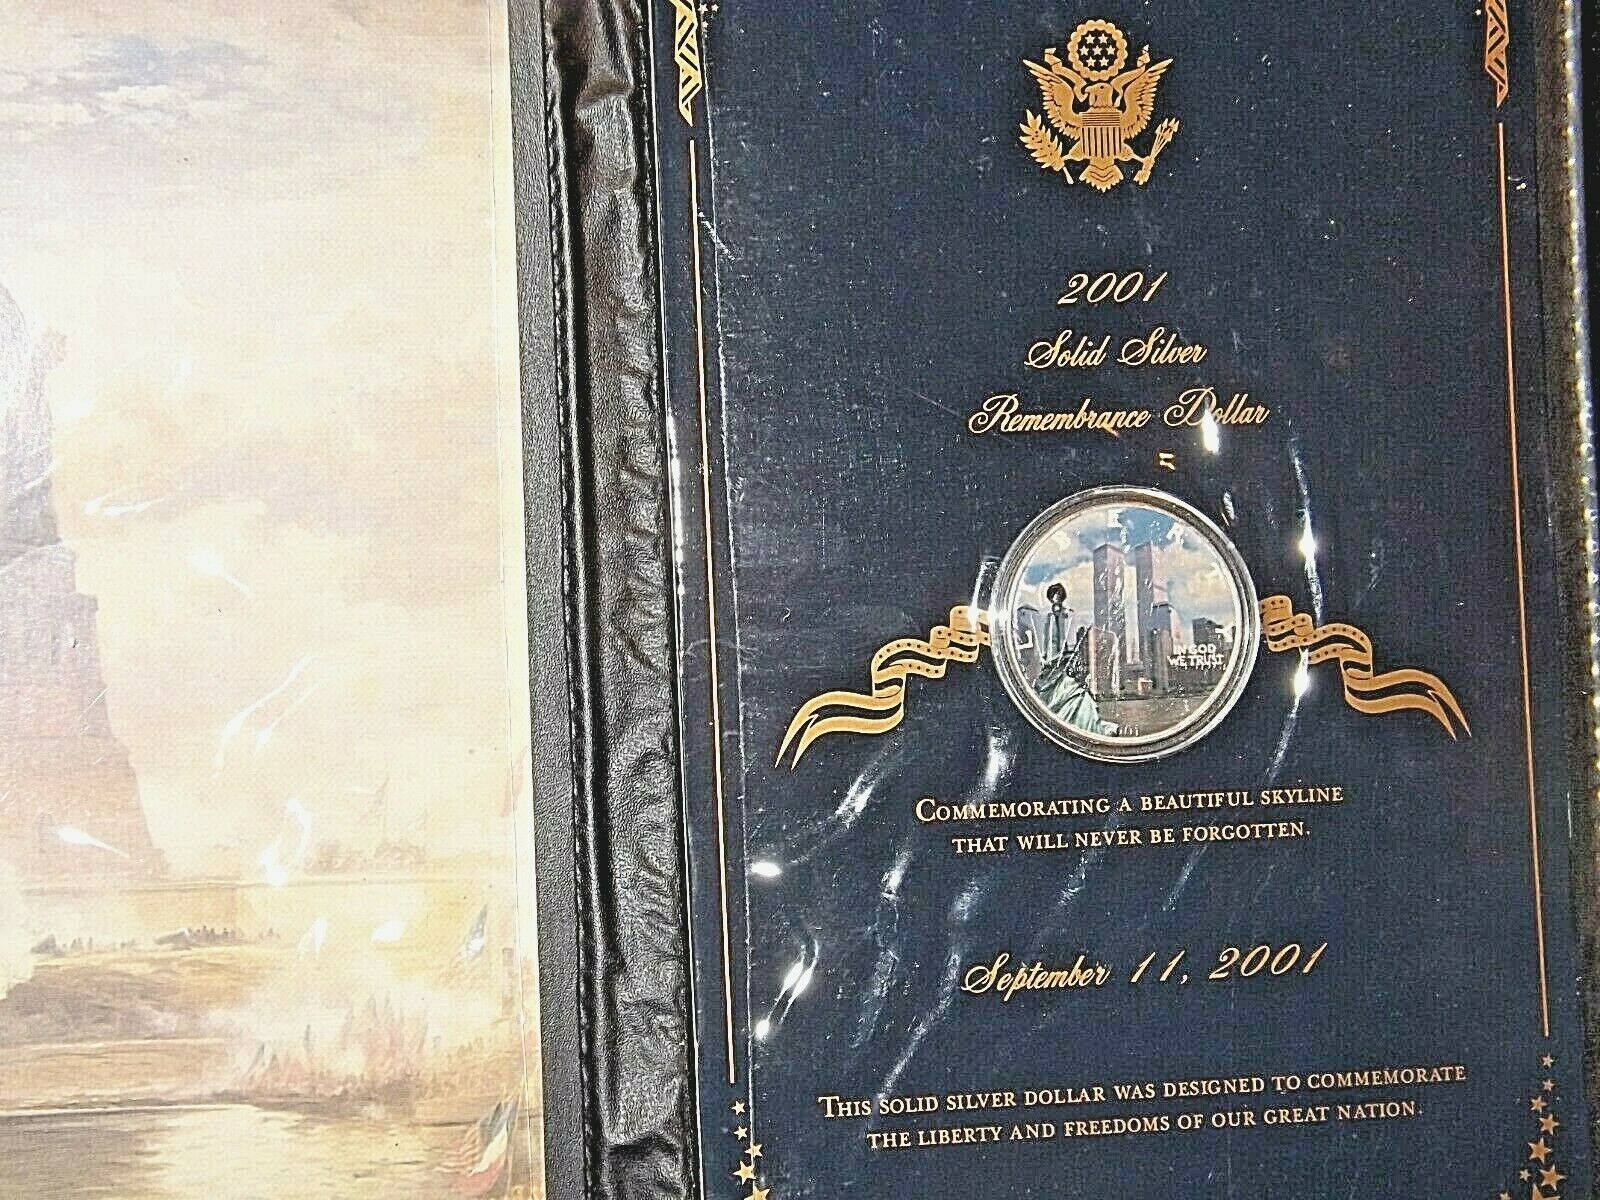 2001
Solid Silver
Remembrance Dollar
IN GOD
WE TRUST
COMMEMORATING A BEAUTIFUL SKYLINE
THAT WILL NEVER BE FORGOTTEN.
September 11, 2001
THIS SOLID SILVER DOLLAR WAS DESIGNED TO COMMEMORATE
THE LIBERTY AND FREEDOMS OF OUR GREAT NATION.